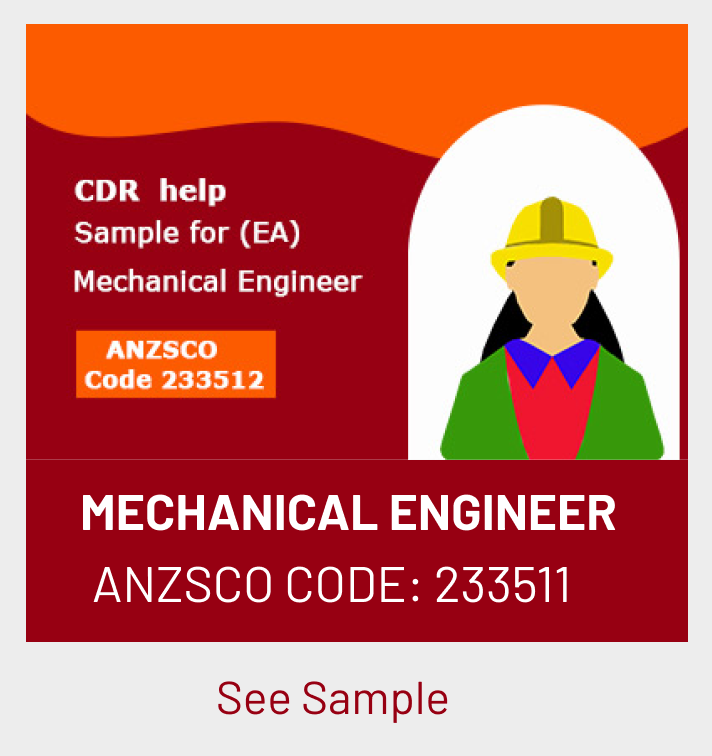 CDR help
Sample for (EA)
Mechanical Engineer
ANZSCO
Code 233512
MECHANICAL ENGINEER
ANZSCO CODE: 233511
See Sample